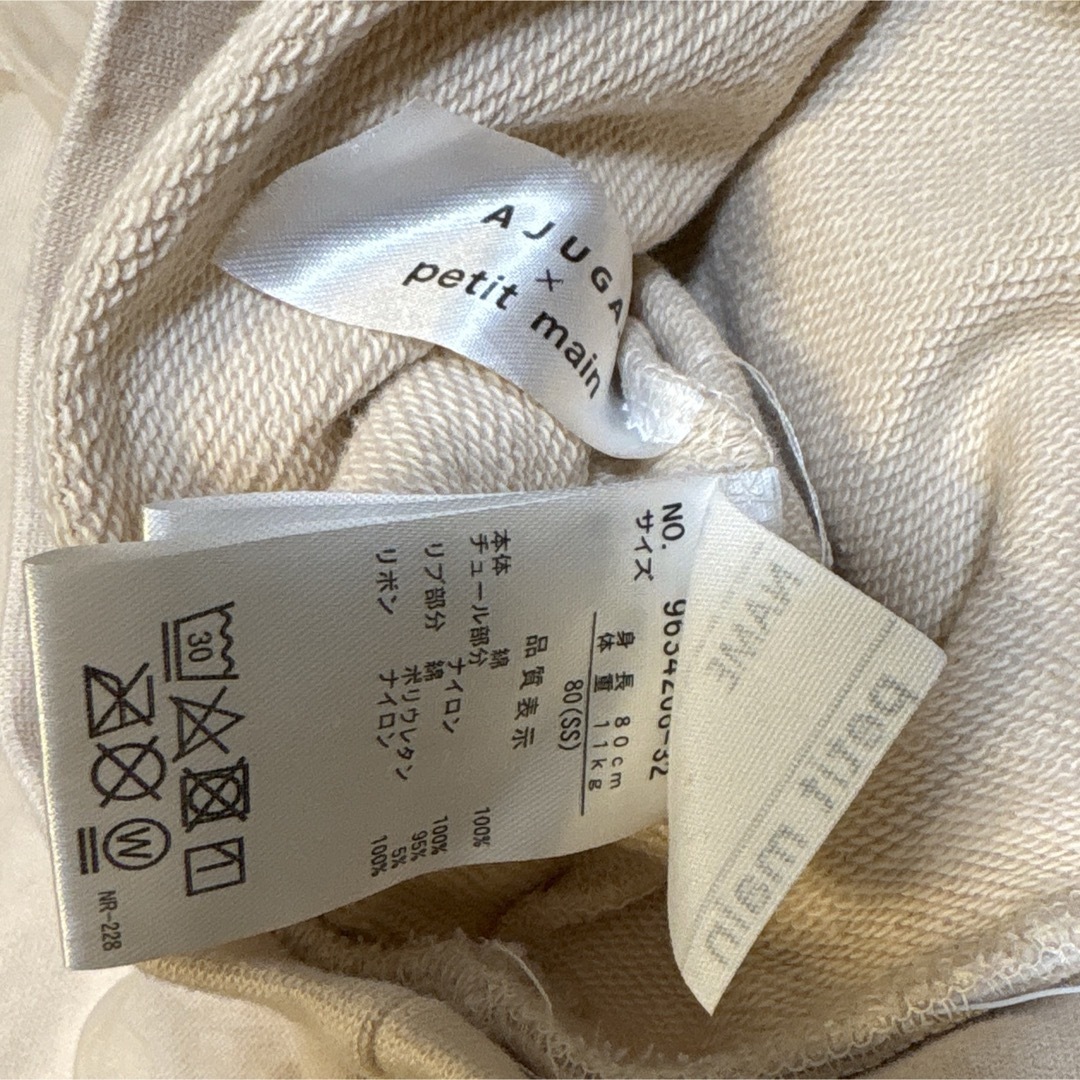 AJUGA
×
petit main
NO. 9634206-32
サイズ
身長 80cm
体重 11kg
80(SS)
品質表示
本体 綿 100%
チュール部分 ナイロン 100%
リブ部分 綿 95%
ポリウレタン 5%
リボン ナイロン 100%
30
W
NR-228
NAME
petit main